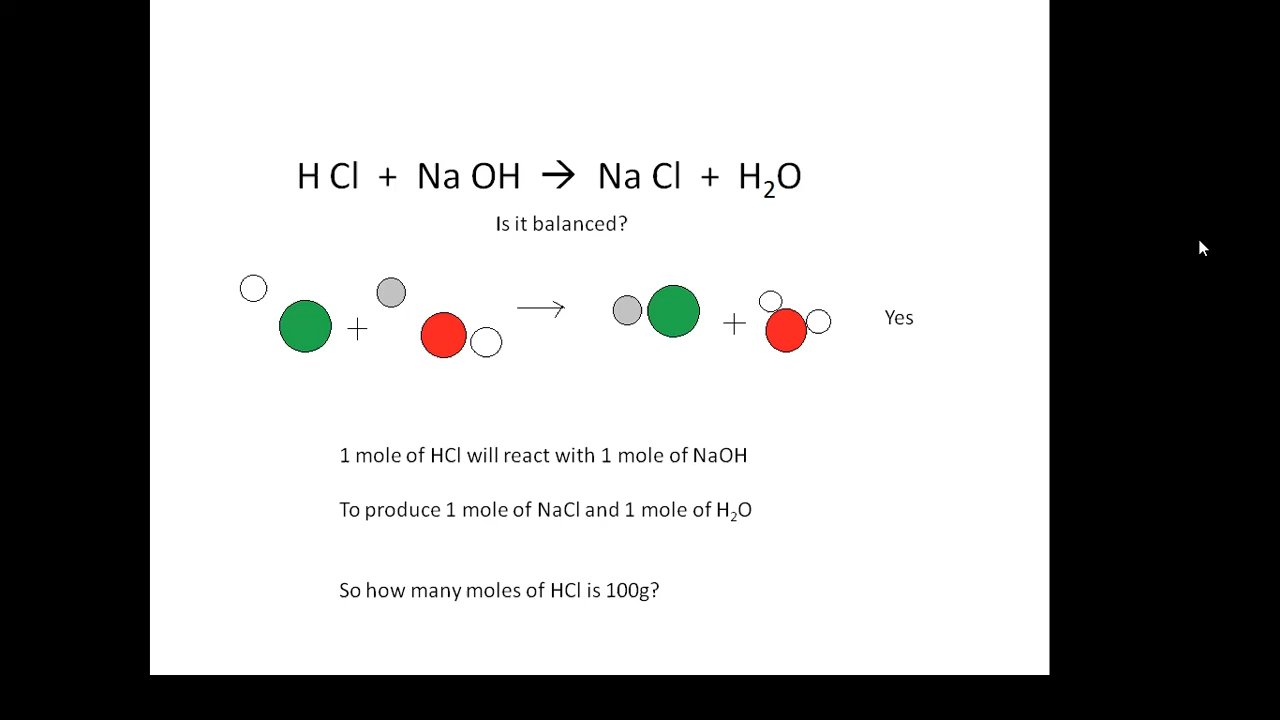 H Cl + Na OH → Na Cl + H₂O
Is it balanced?
+ → + Yes
1 mole of HCl will react with 1 mole of NaOH
To produce 1 mole of NaCl and 1 mole of H₂O
So how many moles of HCl is 100g?